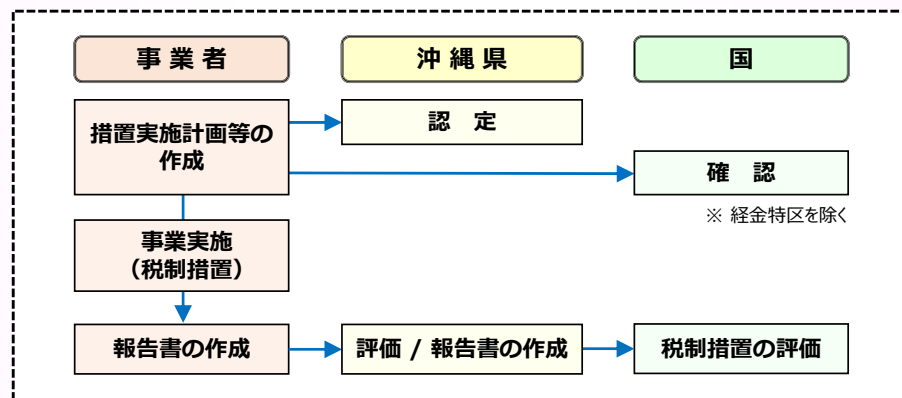 事業者
沖縄県
国
措置実施計画等の
作成
認 定
確 認
※ 経金特区を除く
事業実施
（税制措置）
報告書の作成
評価 / 報告書の作成
税制措置の評価